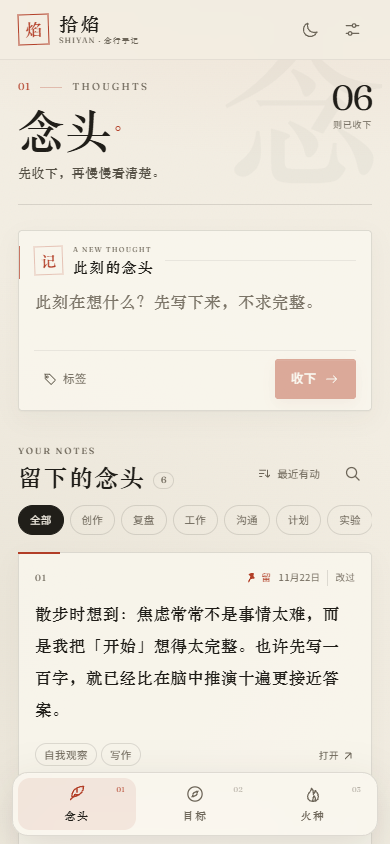 焰
拾焰
SHIYAN · 念行手记
01 THOUGHTS
念
06
念头。
则已收下
先收下，再慢慢看清楚。
记
A NEW THOUGHT
此刻的念头
此刻在想什么？先写下来，不求完整。
标签
收下 →
YOUR NOTES
留下的念头 6
最近有动
全部 创作 复盘 工作 沟通 计划 实验
01
留 11月22日 改过
散步时想到：焦虑常常不是事情太难，而
是我把「开始」想得太完整。也许先写一
百字，就已经比在脑中推演十遍更接近答
案。
自我观察 写作
打开
01 02 05
念头 目标 火种